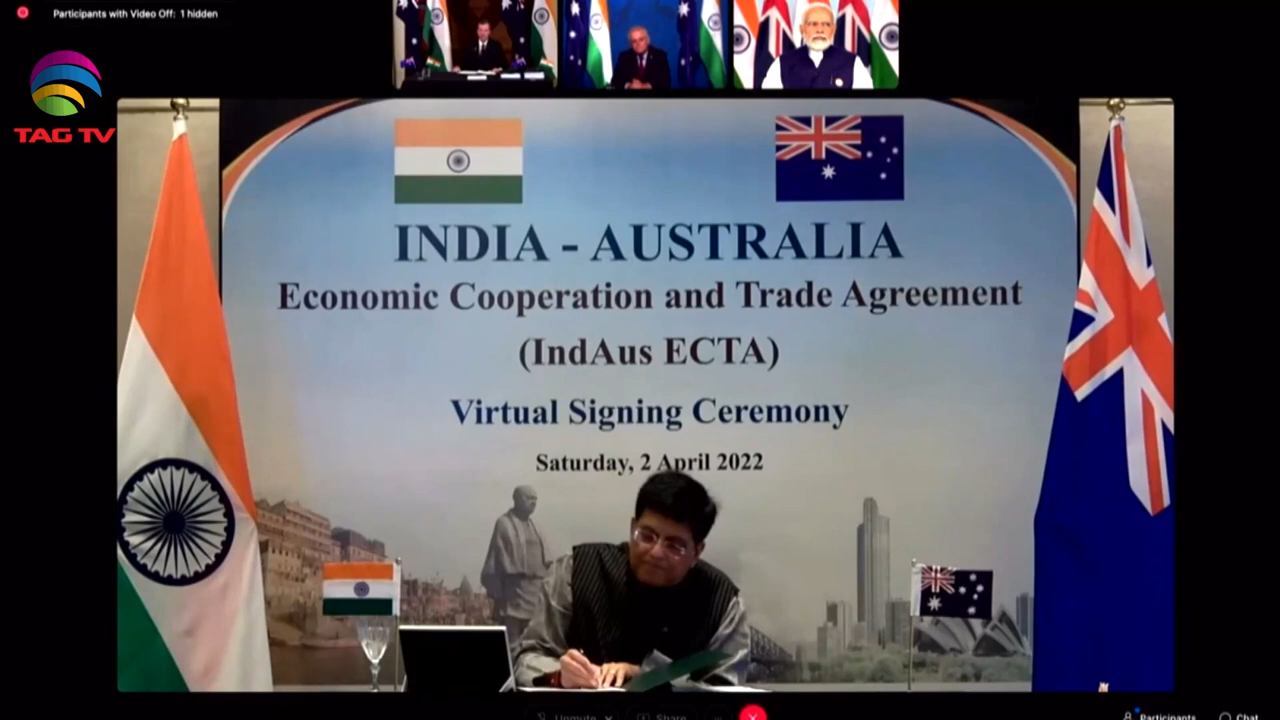 Participants with Video Off: 1 hidden
TAG TV
INDIA - AUSTRALIA
Economic Cooperation and Trade Agreement
(IndAus ECTA)
Virtual Signing Ceremony
Saturday, 2 April 2022
Unmute
Share
Participants
Chat